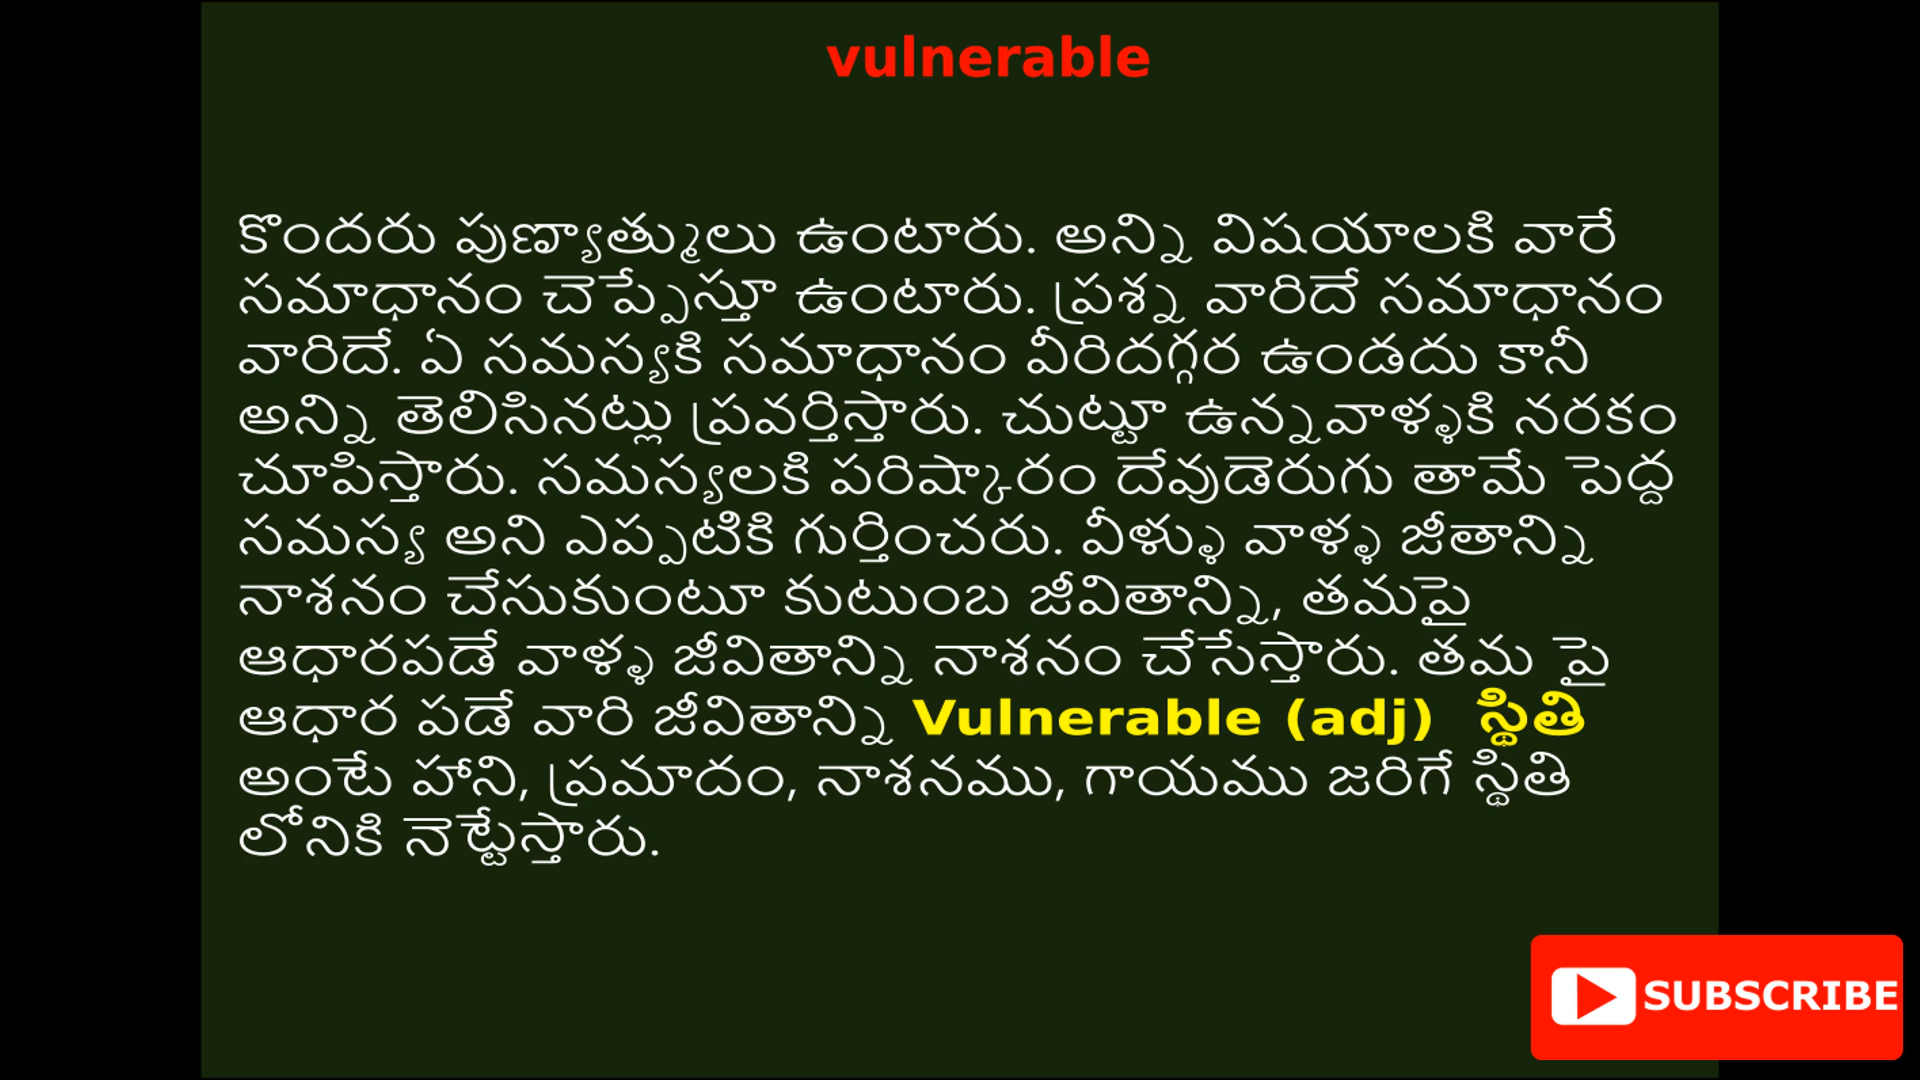 vulnerable
కొందరు పుణ్యాత్ములు ఉంటారు. అన్ని విషయాలకి వారే
సమాధానం చెప్పేస్తూ ఉంటారు. ప్రశ్న వారిదే సమాధానం
వారిదే. ఏ సమస్యకి సమాధానం వీరిదగ్గర ఉండదు కానీ
అన్ని తెలిసినట్లు ప్రవర్తిస్తారు. చుట్టూ ఉన్నవాళ్ళకి నరకం
చూపిస్తారు. సమస్యలకి పరిష్కారం దేవుడెరుగు తామే పెద్ద
సమస్య అని ఎప్పటికి గుర్తించరు. వీళ్ళు వాళ్ళ జీతాన్ని
నాశనం చేసుకుంటూ కుటుంబ జీవితాన్ని, తమపై
ఆధారపడే వాళ్ళ జీవితాన్ని నాశనం చేసేస్తారు. తమ పై
ఆధార పడే వారి జీవితాన్ని Vulnerable (adj) స్థితి
అంటే హాని, ప్రమాదం, నాశనము, గాయము జరిగే స్థితి
లోనికి నెట్టేస్తారు.
SUBSCRIBE